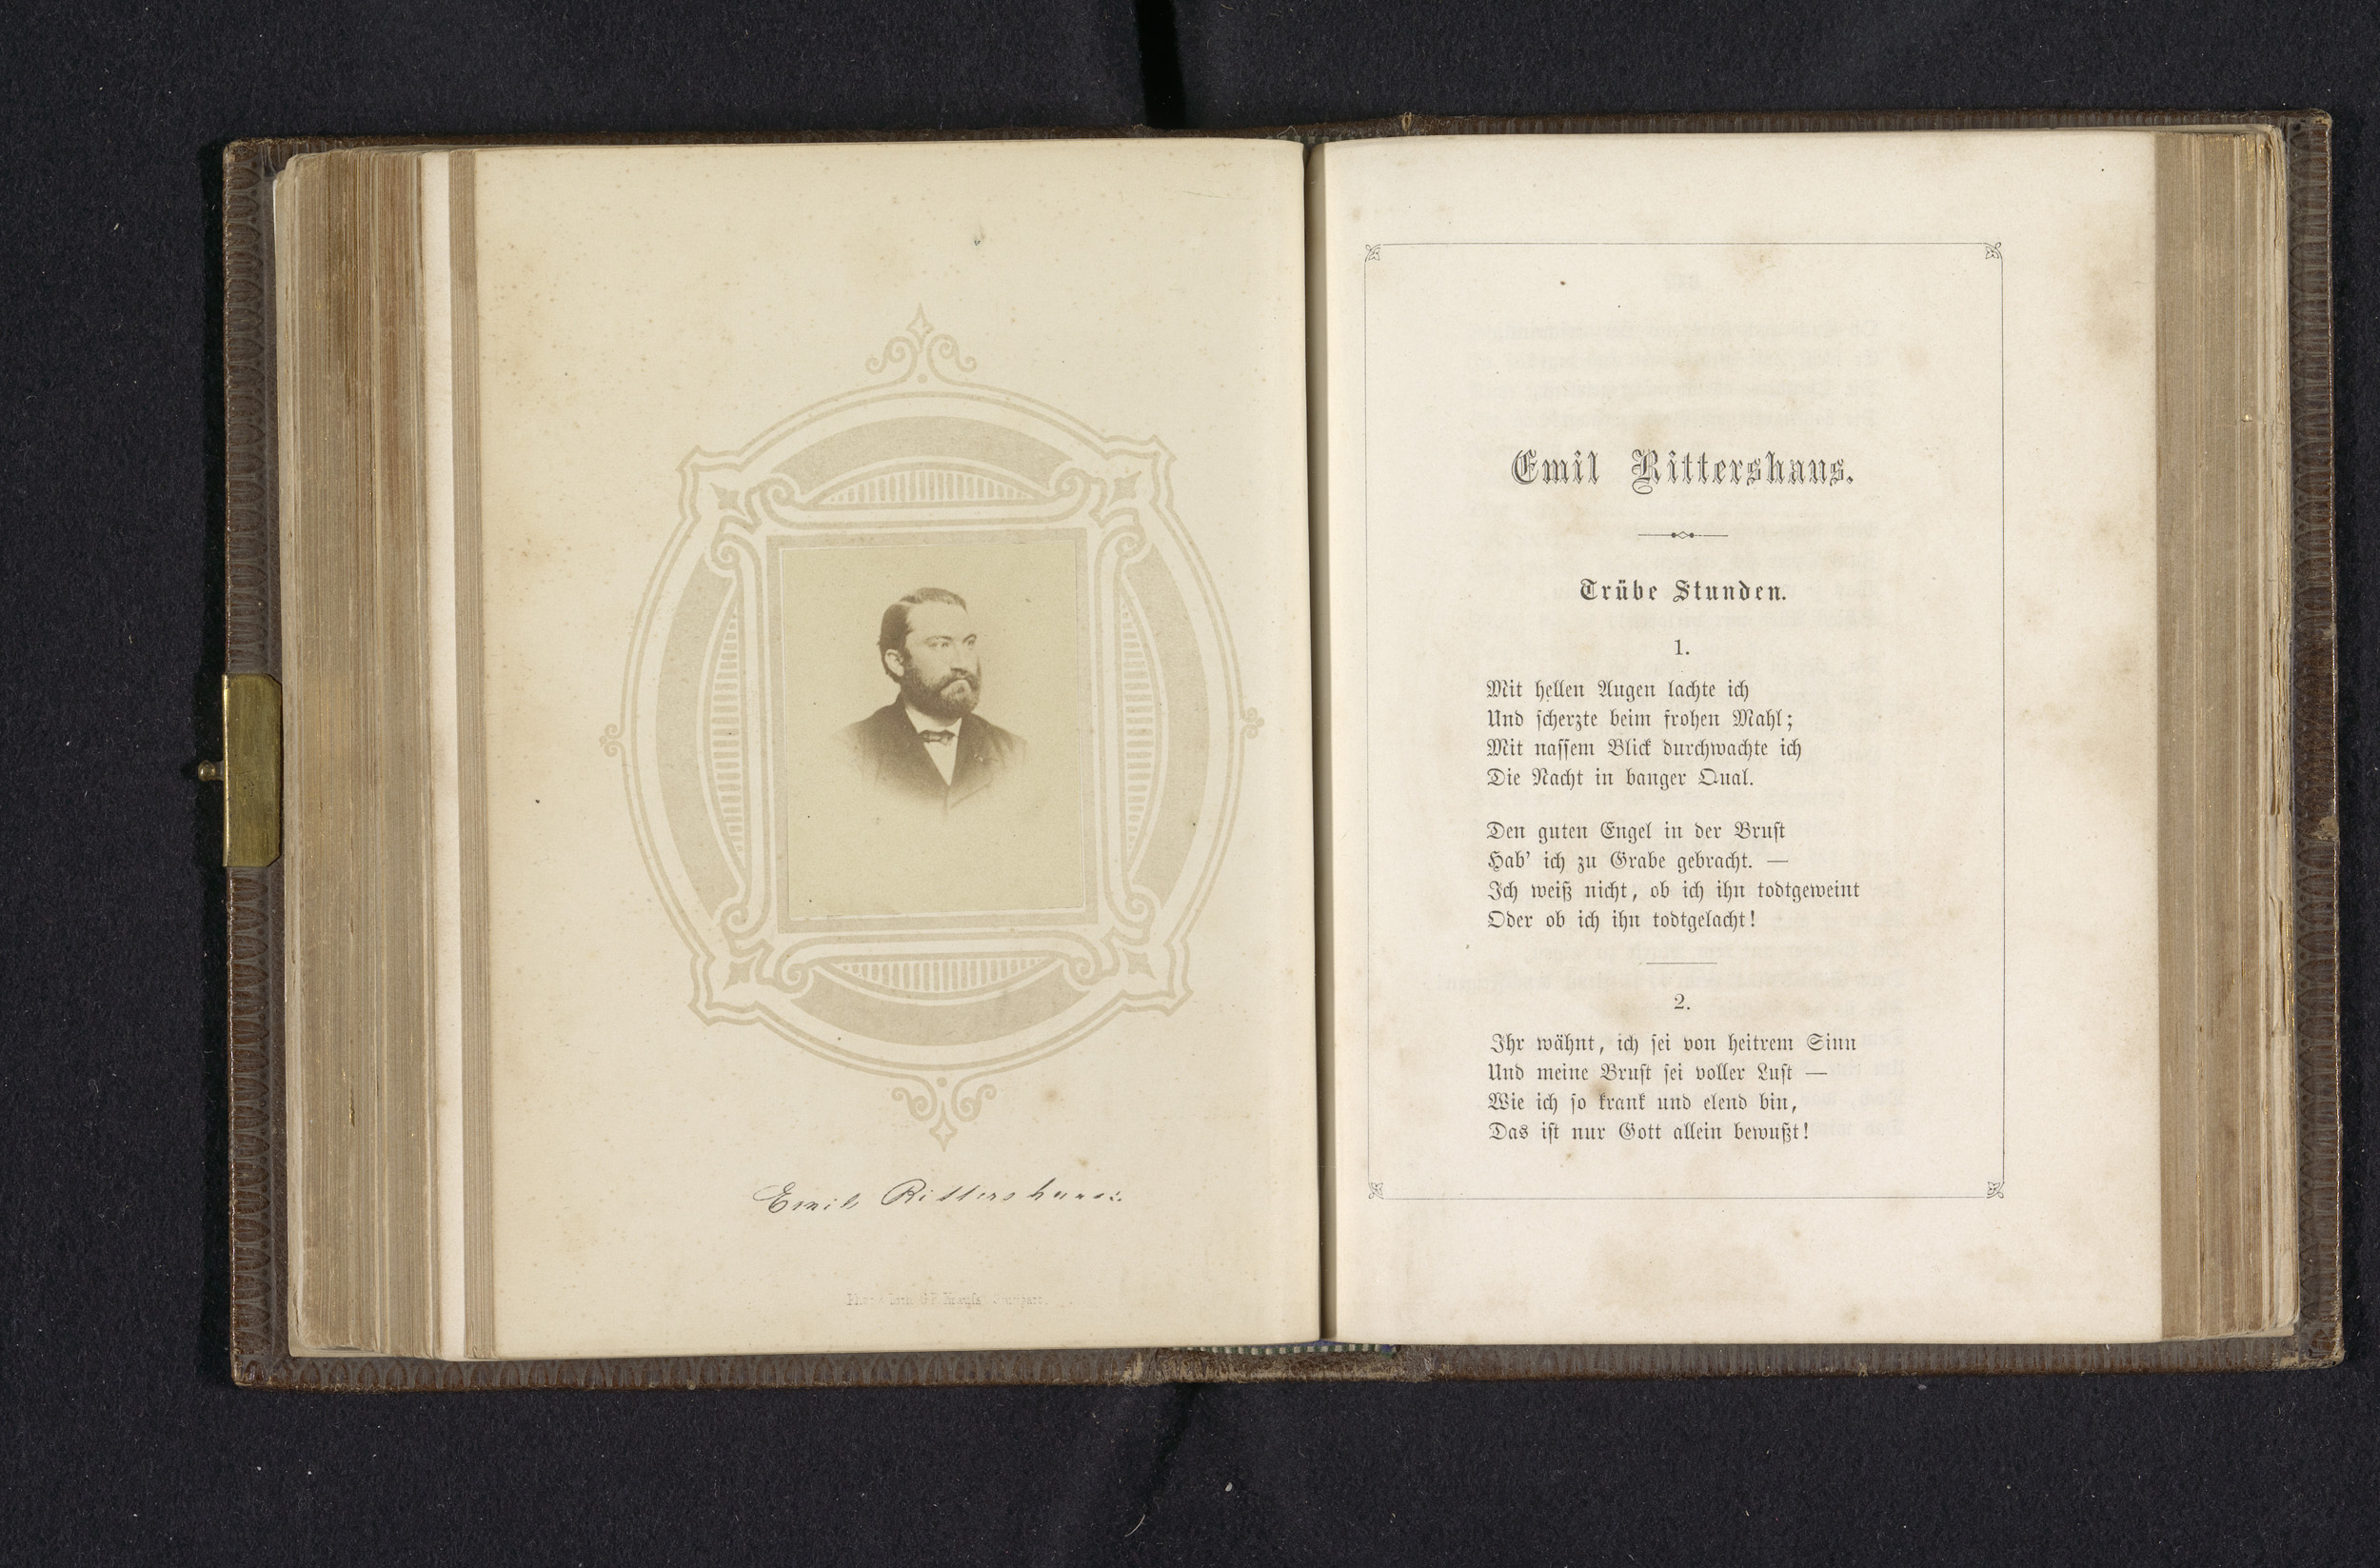 Emil Rittershaus.
Emil Rittershaus.
Trübe Stunden.
1.
Mit hellen Augen lachte ich
Und scherzte beim frohen Mahl;
Mit nassem Blick durchwachte ich
Die Nacht in banger Qual.
Den guten Engel in der Brust
Hab' ich zu Grabe gebracht. —
Ich weiß nicht, ob ich ihn todtgeweint
Oder ob ich ihn todtgelacht!
2.
Ihr wähnt, ich sei von heitrem Sinn
Und meine Brust sei voller Lust —
Wie ich so krank und elend bin,
Das ist nur Gott allein bewußt!